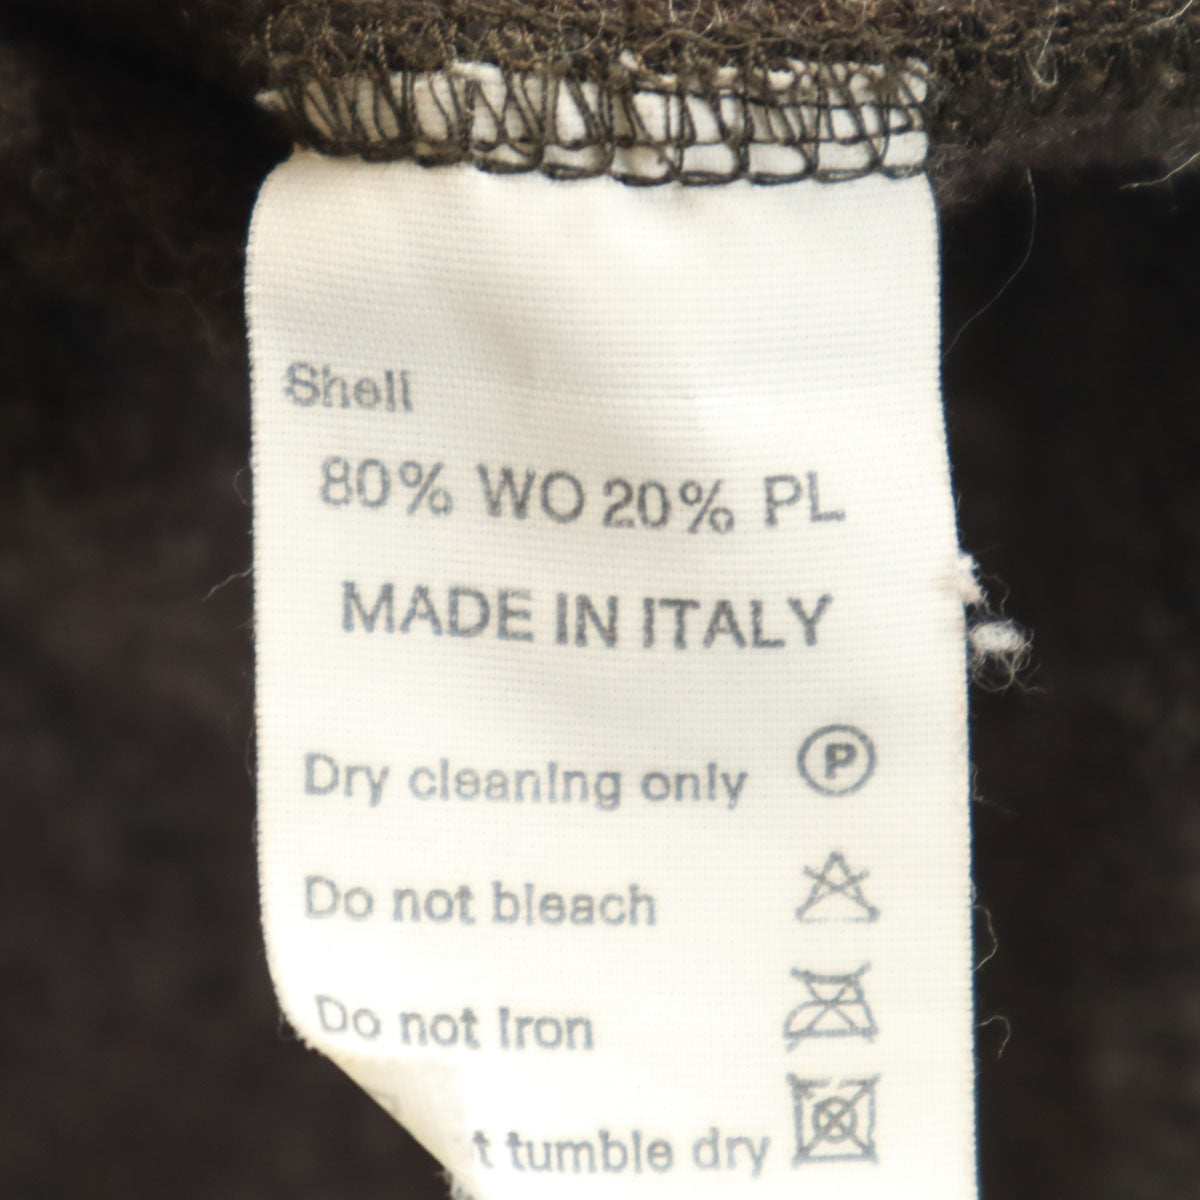 Shell
80% WO 20% PL
MADE IN ITALY
Dry cleaning only P
Do not bleach
Do not Iron
t tumble dry